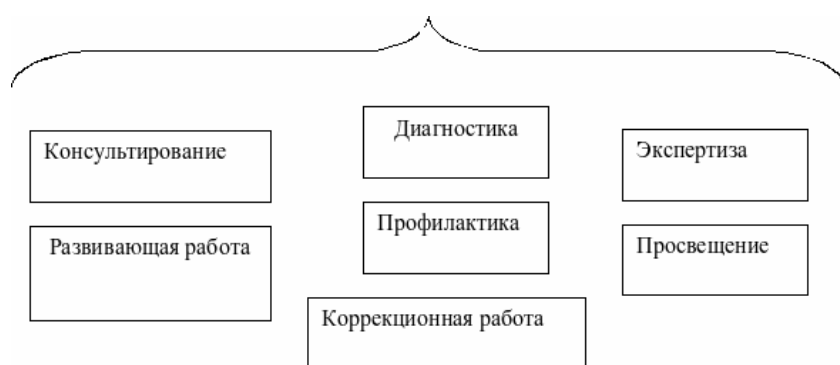 Диагностика
Консультирование
Экспертиза
Профилактика
Развивающая работа
Просвещение
Коррекционная работа